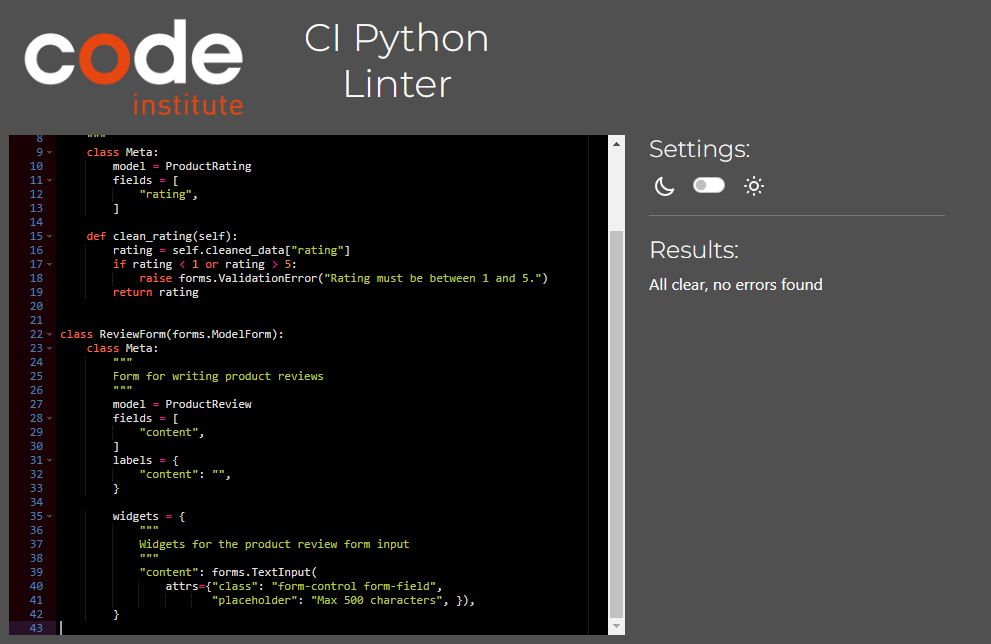 code
institute
CI Python
Linter
8 """
9 class Meta:
10 model = ProductRating
11 fields = [
12 "rating",
13 ]
14
15 def clean_rating(self):
16 rating = self.cleaned_data["rating"]
17 if rating < 1 or rating > 5:
18 raise forms.ValidationError("Rating must be between 1 and 5.")
19 return rating
20
21
22 class ReviewForm(forms.ModelForm):
23 class Meta:
24 """
25 Form for writing product reviews
26 """
27 model = ProductReview
28 fields = [
29 "content",
30 ]
31 labels = {
32 "content": "",
33 }
34
35 widgets = {
36 """
37 Widgets for the product review form input
38 """
39 "content": forms.TextInput(
40 attrs={"class": "form-control form-field",
41 "placeholder": "Max 500 characters", }),
42 }
43
Settings:
Results:
All clear, no errors found